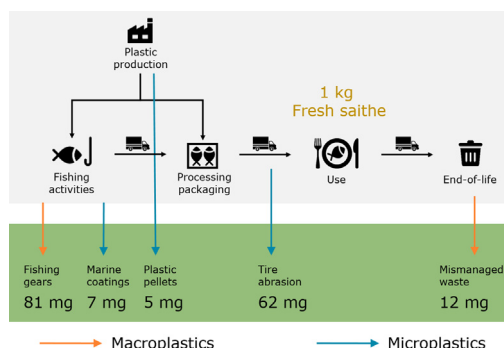 Plastic
production
1 kg
Fresh saithe
Fishing
activities
Processing
packaging
Use
End-of-life
Fishing
gears
81 mg
Marine
coatings
7 mg
Plastic
pellets
5 mg
Tire
abrasion
62 mg
Mismanaged
waste
12 mg
Macroplastics
Microplastics